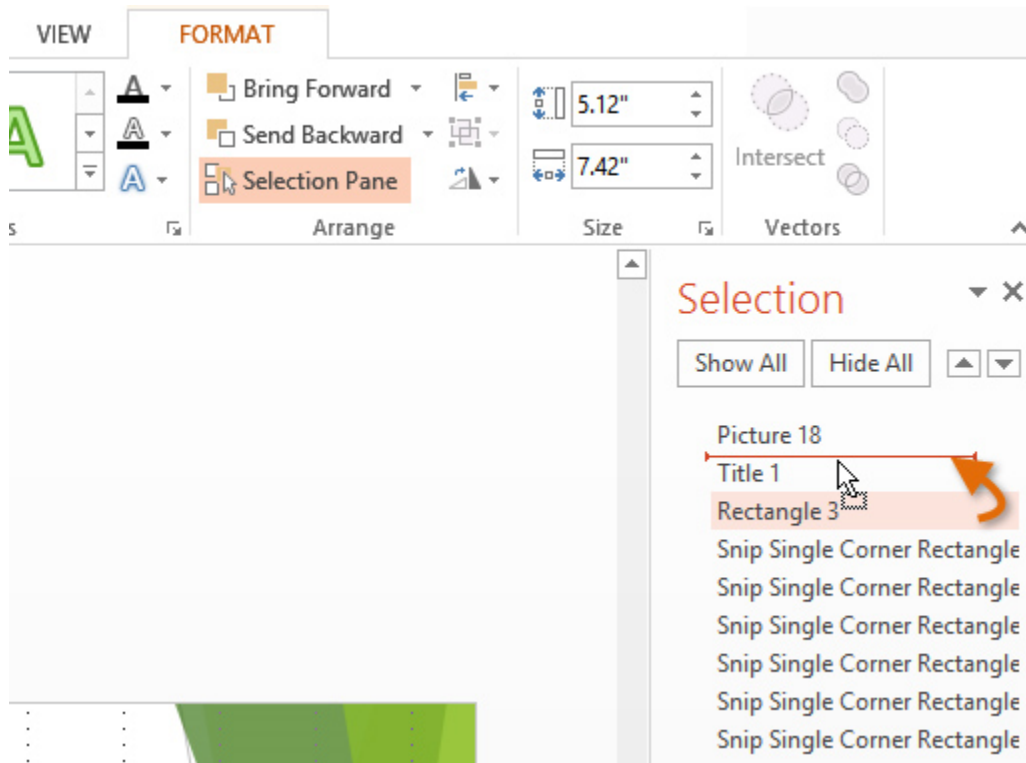 VIEW FORMAT
A
A Bring Forward
5.12"
A Send Backward
Intersect
7.42"
A Selection Pane
s Arrange Size Vectors
Selection
Show All Hide All
Picture 18
Title 1
Rectangle 3
Snip Single Corner Rectangle
Snip Single Corner Rectangle
Snip Single Corner Rectangle
Snip Single Corner Rectangle
Snip Single Corner Rectangle
Snip Single Corner Rectangle